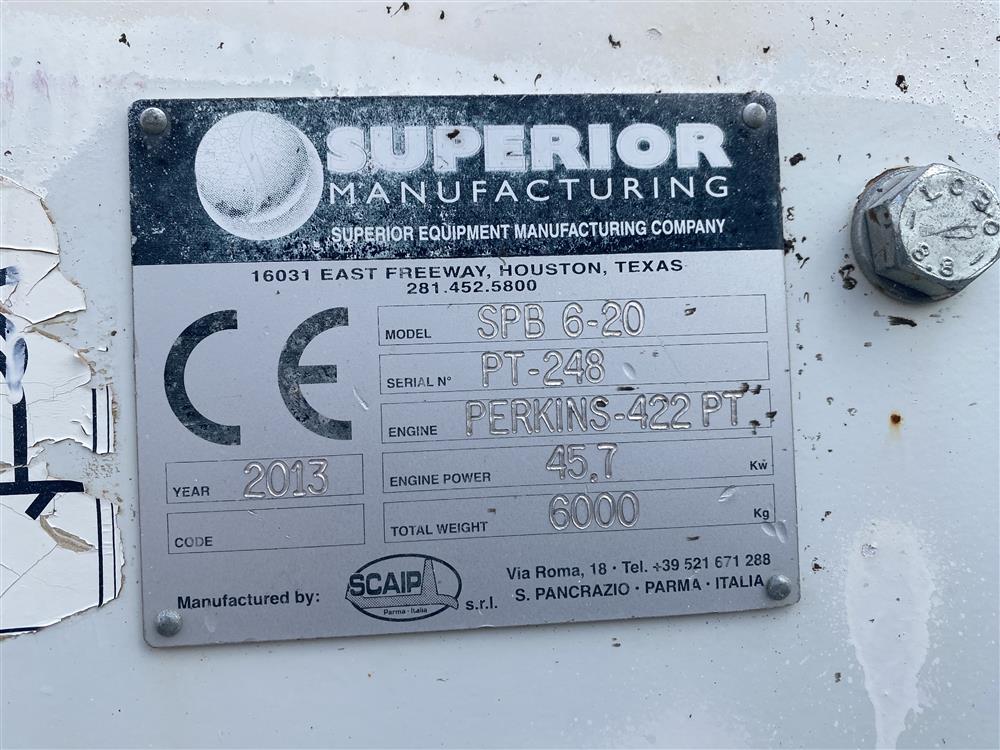 SUPERIOR
MANUFACTURING
SUPERIOR EQUIPMENT MANUFACTURING COMPANY
16031 EAST FREEWAY, HOUSTON, TEXAS
281.452.5800
CE
MODEL SPB 6-20
SERIAL N° PT-248
ENGINE PERKINS-422 PT
YEAR 2013
ENGINE POWER 45.7 Kw
CODE
TOTAL WEIGHT 6000 Kg
Manufactured by:
SCAIP
Parma - Italia
s.r.l.
Via Roma, 18 · Tel. +39 521 671 288
S. PANCRAZIO · PARMA · ITALIA
8.8